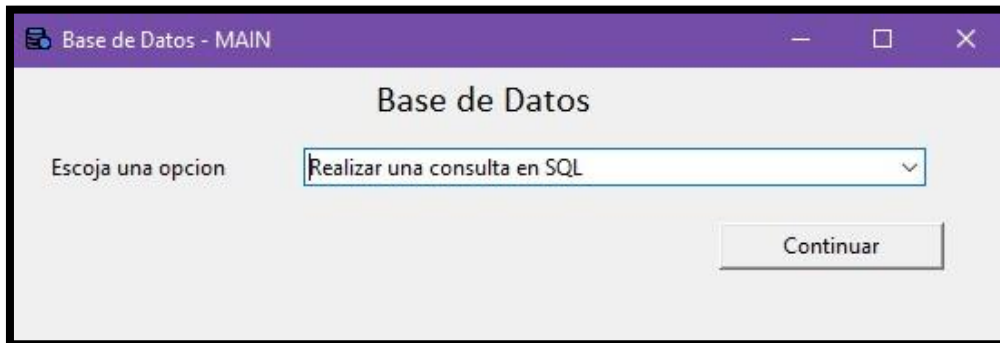 Base de Datos - MAIN
Base de Datos
Escoja una opcion
Realizar una consulta en SQL
Continuar